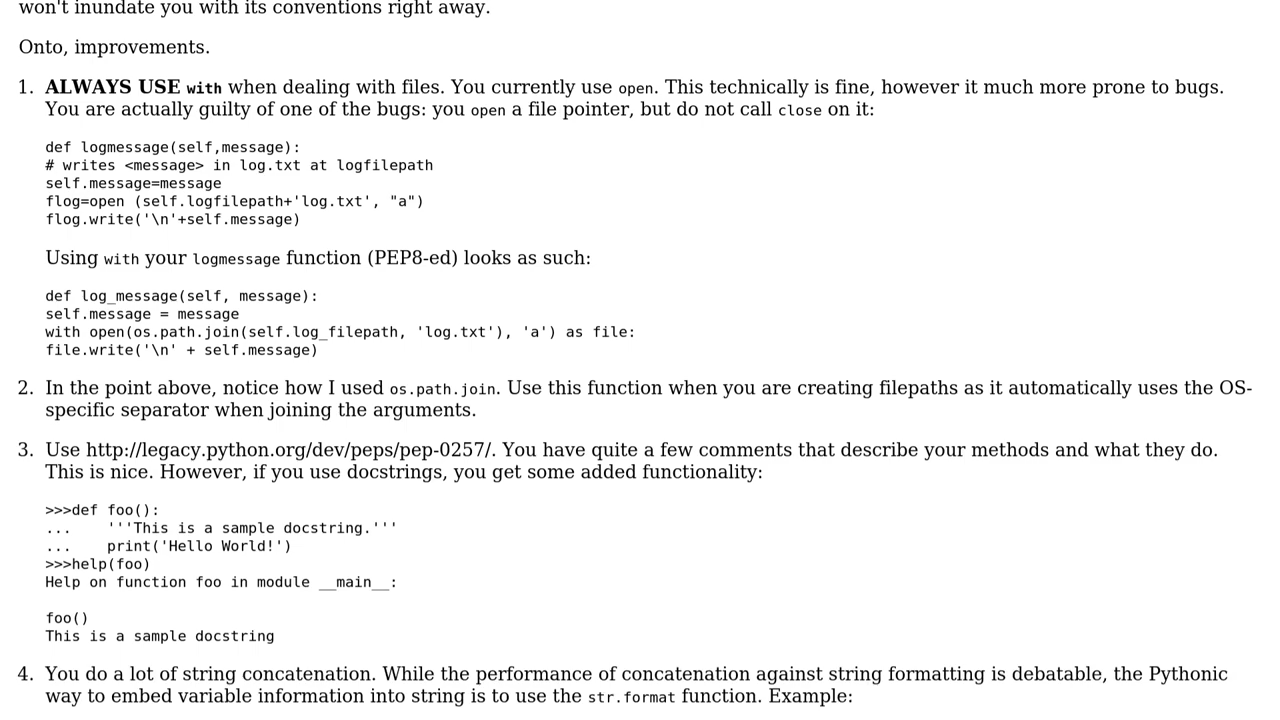 won't inundate you with its conventions right away.
Onto, improvements.
1. ALWAYS USE with when dealing with files. You currently use open. This technically is fine, however it much more prone to bugs.
You are actually guilty of one of the bugs: you open a file pointer, but do not call close on it:
def logmessage(self,message):
# writes <message> in log.txt at logfilepath
self.message=message
flog=open (self.logfilepath+'log.txt', "a")
flog.write('\n'+self.message)
Using with your logmessage function (PEP8-ed) looks as such:
def log_message(self, message):
self.message = message
with open(os.path.join(self.log_filepath, 'log.txt'), 'a') as file:
file.write('\n' + self.message)
2. In the point above, notice how I used os.path.join. Use this function when you are creating filepaths as it automatically uses the OS-
specific separator when joining the arguments.
3. Use http://legacy.python.org/dev/peps/pep-0257/. You have quite a few comments that describe your methods and what they do.
This is nice. However, if you use docstrings, you get some added functionality:
>>>def foo():
...    '''This is a sample docstring.'''
...    print('Hello World!')
>>>help(foo)
Help on function foo in module __main__:
foo()
This is a sample docstring
4. You do a lot of string concatenation. While the performance of concatenation against string formatting is debatable, the Pythonic
way to embed variable information into string is to use the str.format function. Example: